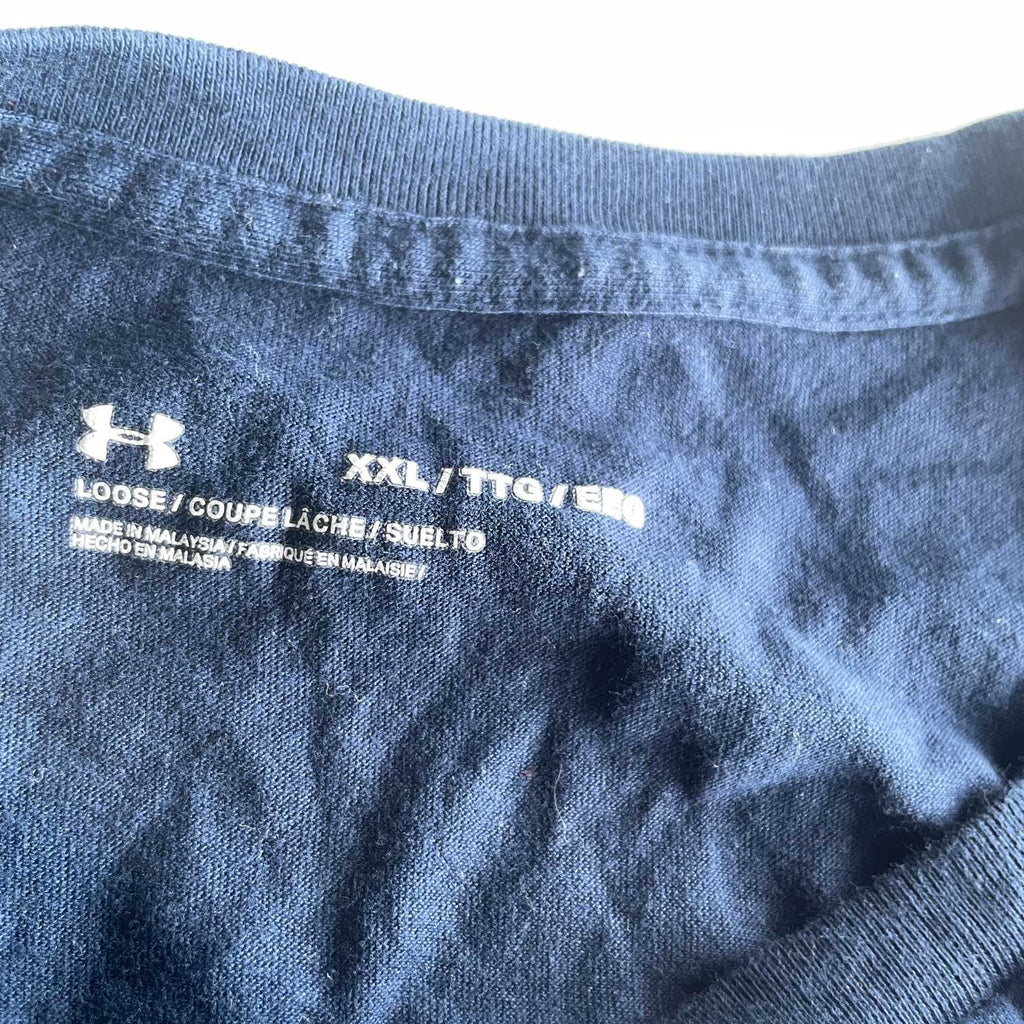 XXL / TTG / EEG
LOOSE / COUPE LÂCHE / SUELTO
MADE IN MALAYSIA / FABRIQUÉ EN MALAISIE /
HECHO EN MALASIA